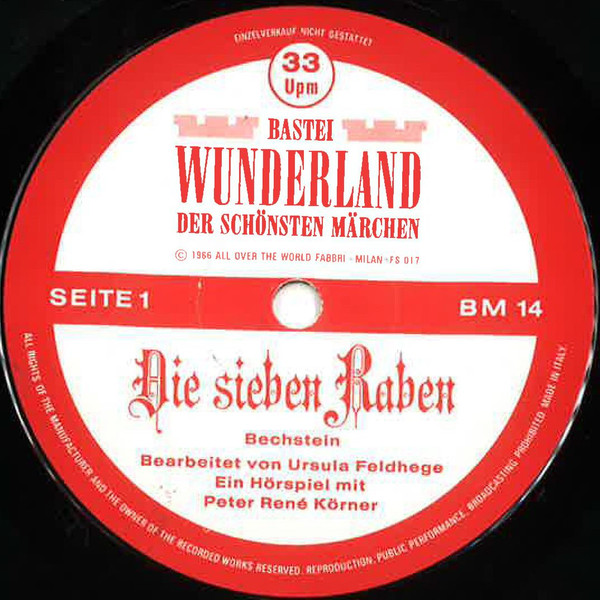 EINZELVERKAUF NICHT GESTATTET
33
Upm
BASTEI
WUNDERLAND
DER SCHÖNSTEN MÄRCHEN
© 1966 ALL OVER THE WORLD FABBRI - MILAN - FS 017
SEITE 1
BM 14
Die sieben Raben
Bechstein
Bearbeitet von Ursula Feldhege
Ein Hörspiel mit
Peter René Körner
ALL RIGHTS OF THE MANUFACTURER AND THE OWNER OF THE RECORDED WORKS RESERVED. REPRODUCTION, PUBLIC PERFORMANCE, BROADCASTING PROHIBITED MADE IN ITALY.